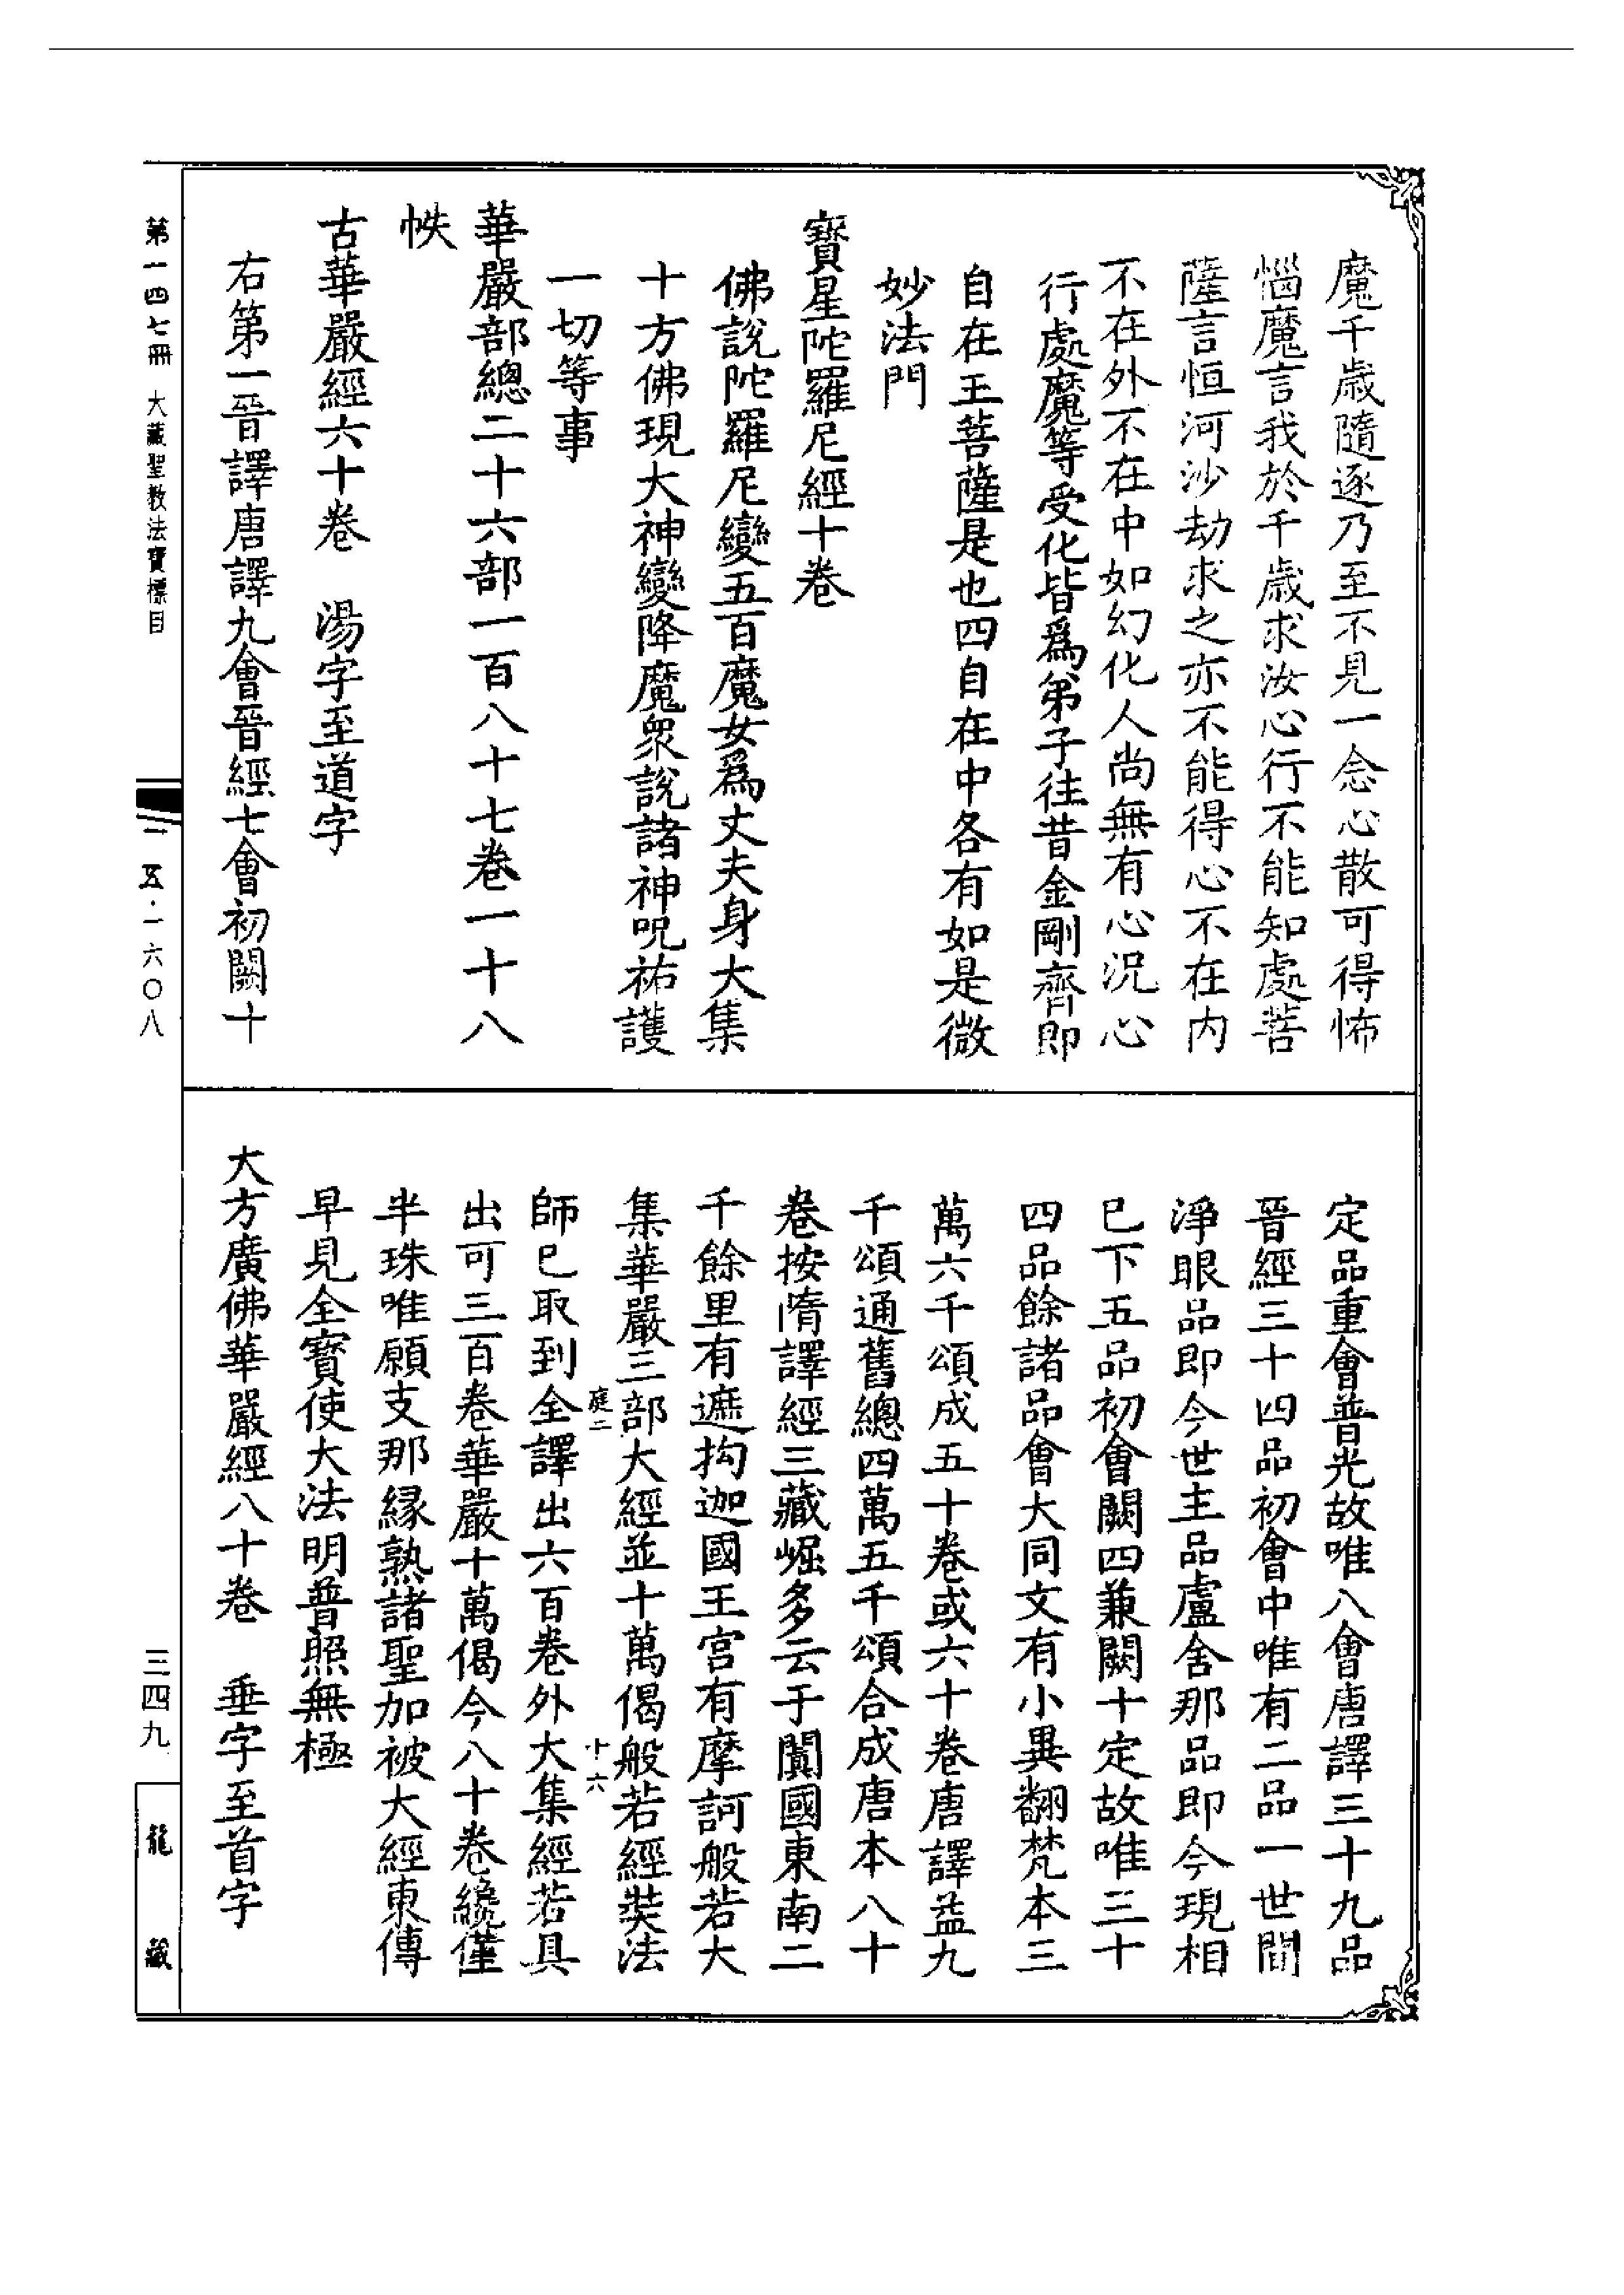 魔千歲隨逐乃至不見一念心散可得怖
惱魔言我於千歲求汝心行不能知處菩
薩言恒河沙劫求之亦不能得心不在内
不在外不在中如幻化人尚無有心況心
行處魔等受化皆爲弟子往昔金剛齊即
自在王菩薩是也四自在中各有如是微
妙法門
寳星陀羅尼經十卷
佛說陀羅尼變五百魔女爲丈夫身大集
十方佛現大神變降魔眾說諸神呪祐護
一切等事
華嚴部總二十六部一百八十七卷一十八
帙
古華嚴經六十卷　湯字至道字
右第一晉譯唐譯九會晉經七會初闕十
定品重會普光故唯八會唐譯三十九品
晉經三十四品初會中唯有二品一世間
淨眼品即今世主品盧舍那品即今現相
已下五品初會闕四兼闕十定故唯三十
四品餘諸品會大同文有小異翻梵本三
萬六千頌成五十卷或六十卷唐譯益九
千頌通舊總四萬五千頌合成唐本八十
卷按隋譯經三藏崛多云于闐國東南二
千餘里有遮拘迦國王宮有摩訶般若大
集華嚴三部大經並十萬偈般若經奘法
庭二
十六
師已取到全譯出六百卷外大集經若具
出可三百卷華嚴十萬偈今八十卷纔僅
半珠唯願支那緣熟諸聖加被大經東傳
早見全寳使大法明普照無極
大方廣佛華嚴經八十卷　垂字至首字
第一四七冊　大藏聖教法寶標目
一五·一六〇八
三四九
龍藏